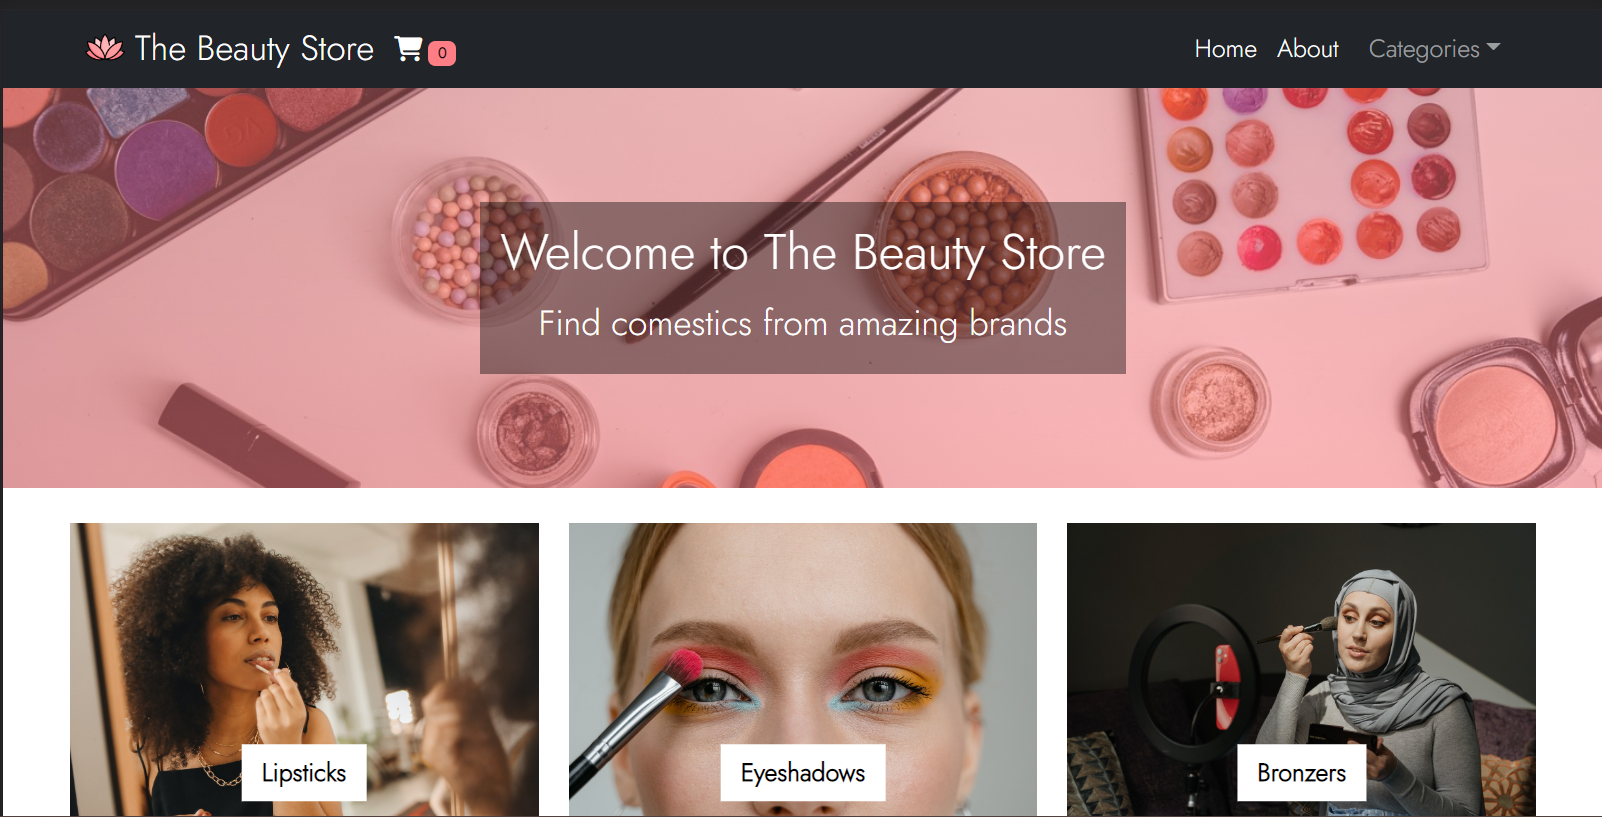 The Beauty Store 0 Home About Categories
Welcome to The Beauty Store
Find comestics from amazing brands
Lipsticks Eyeshadows Bronzers